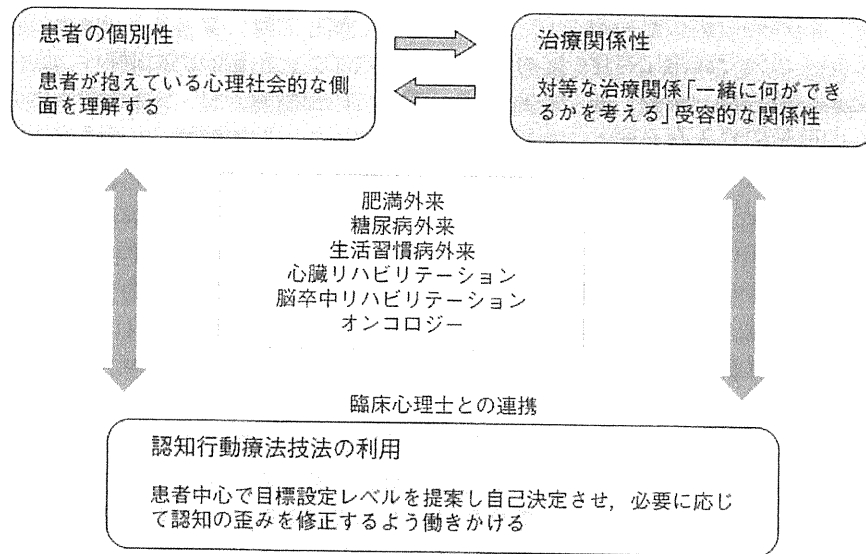 患者の個別性
患者が抱えている心理社会的な側
面を理解する
治療関係性
対等な治療関係「一緒に何ができ
るかを考える」受容的な関係性
肥満外来
糖尿病外来
生活習慣病外来
心臓リハビリテーション
脳卒中リハビリテーション
オンコロジー
臨床心理士との連携
認知行動療法技法の利用
患者中心で目標設定レベルを提案し自己決定させ，必要に応じ
て認知の歪みを修正するよう働きかける